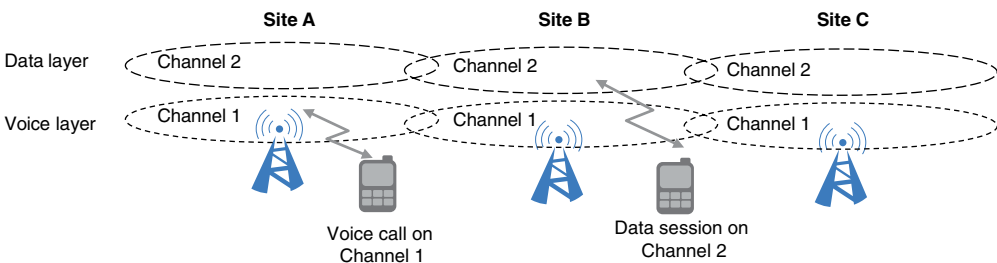 Site A
Site B
Site C
Data layer
Channel 2
Channel 2
Channel 2
Voice layer
Channel 1
Channel 1
Channel 1
Voice call on
Channel 1
Data session on
Channel 2